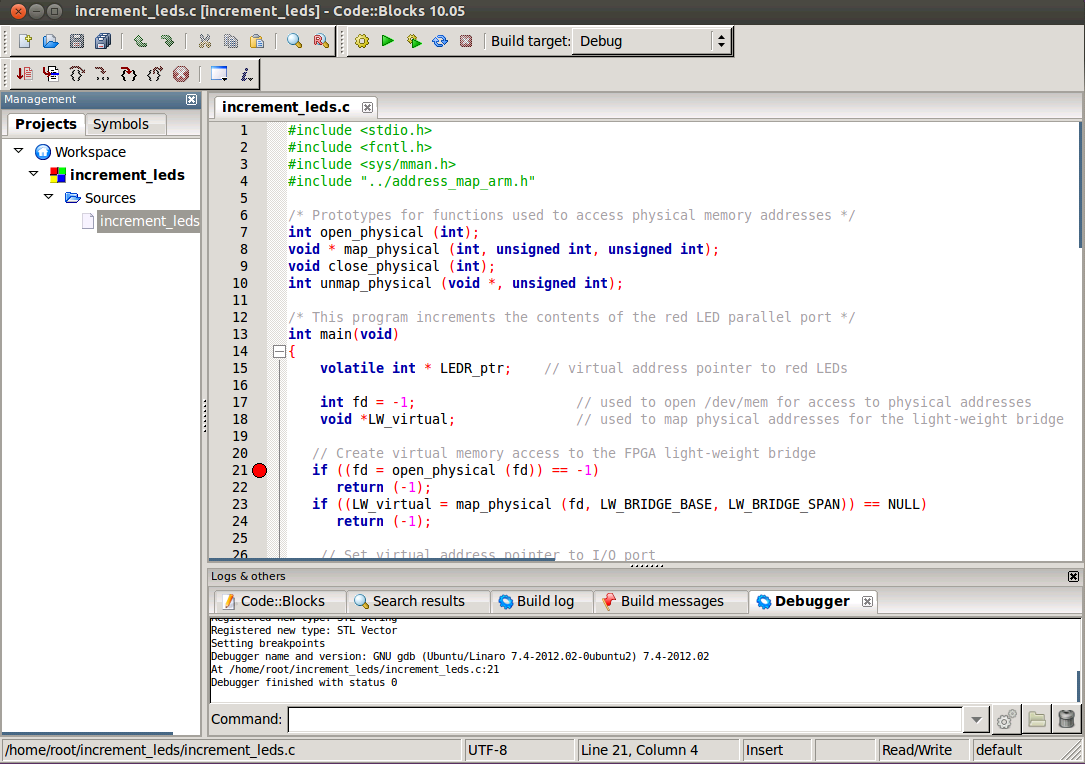 increment_leds.c [increment_leds] - Code::Blocks 10.05
Build target: Debug
Management
Projects Symbols
Workspace
increment_leds
Sources
increment_leds
increment_leds.c
1 #include <stdio.h>
2 #include <fcntl.h>
3 #include <sys/mman.h>
4 #include "../address_map_arm.h"
5
6 /* Prototypes for functions used to access physical memory addresses */
7 int open_physical (int);
8 void * map_physical (int, unsigned int, unsigned int);
9 void close_physical (int);
10 int unmap_physical (void *, unsigned int);
11
12 /* This program increments the contents of the red LED parallel port */
13 int main(void)
14 {
15 volatile int * LEDR_ptr; // virtual address pointer to red LEDs
16
17 int fd = -1; // used to open /dev/mem for access to physical addresses
18 void *LW_virtual; // used to map physical addresses for the light-weight bridge
19
20 // Create virtual memory access to the FPGA light-weight bridge
21 if ((fd = open_physical (fd)) == -1)
22 return (-1);
23 if ((LW_virtual = map_physical (fd, LW_BRIDGE_BASE, LW_BRIDGE_SPAN)) == NULL)
24 return (-1);
25
26 // Set virtual address pointer to I/O port
Logs & others
Code::Blocks Search results Build log Build messages Debugger
Registered new type: STL String
Registered new type: STL Vector
Setting breakpoints
Debugger name and version: GNU gdb (Ubuntu/Linaro 7.4-2012.02-0ubuntu2) 7.4-2012.02
At /home/root/increment_leds/increment_leds.c:21
Debugger finished with status 0
Command:
/home/root/increment_leds/increment_leds.c UTF-8 Line 21, Column 4 Insert Read/Write default